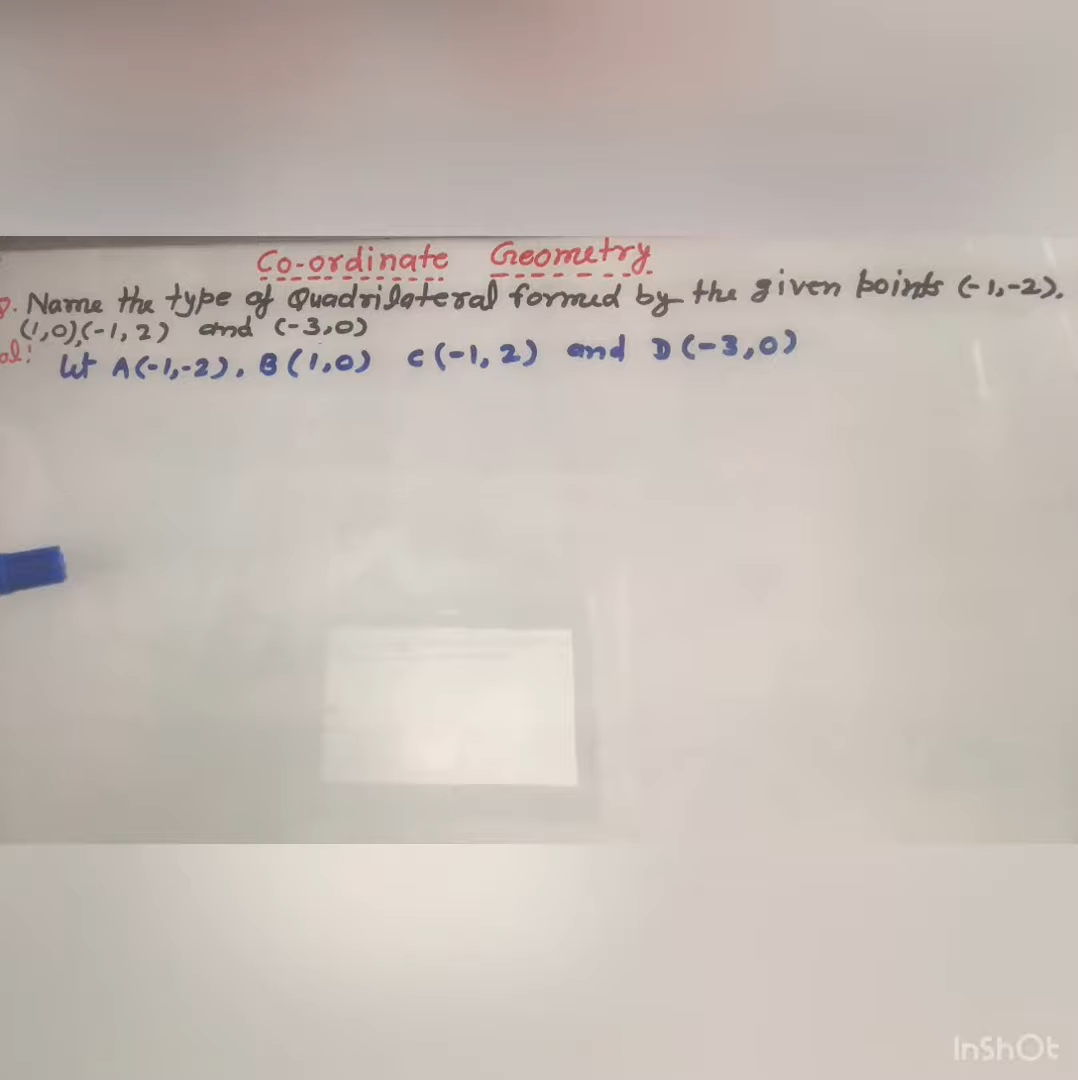 Co-ordinate Geometry
Q. Name the type of Quadrilateral formed by the given points (-1,-2),
(1,0),(-1,2) and (-3,0)
ol:
let A(-1,-2), B(1,0) C(-1,2) and D(-3,0)
InShOt